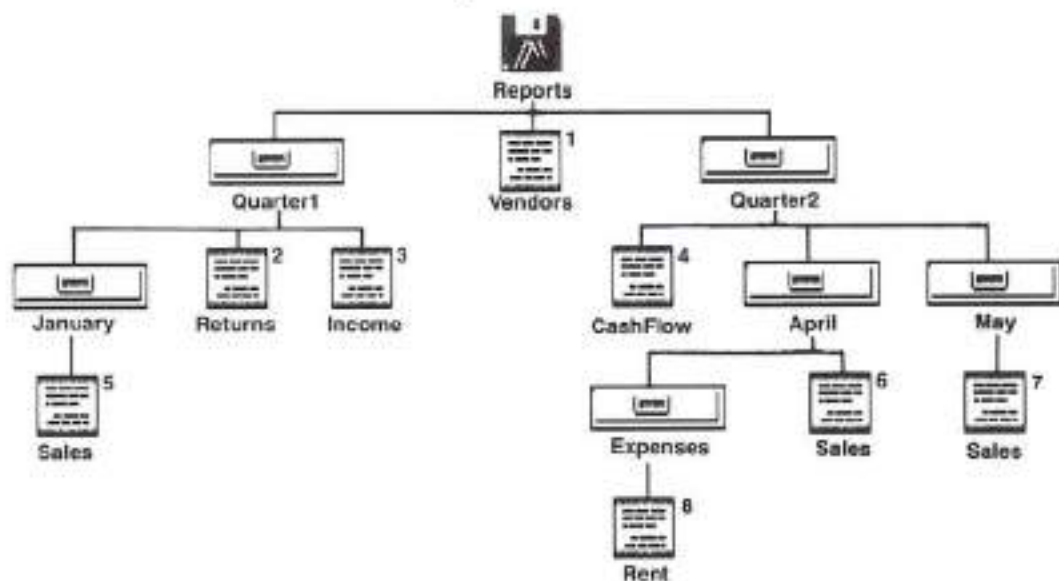 Reports
1
Vendors
Quarter1
Quarter2
2
3
4
January
Returns
Income
CashFlow
April
May
5
6
7
Sales
Expenses
Sales
Sales
8
Rent